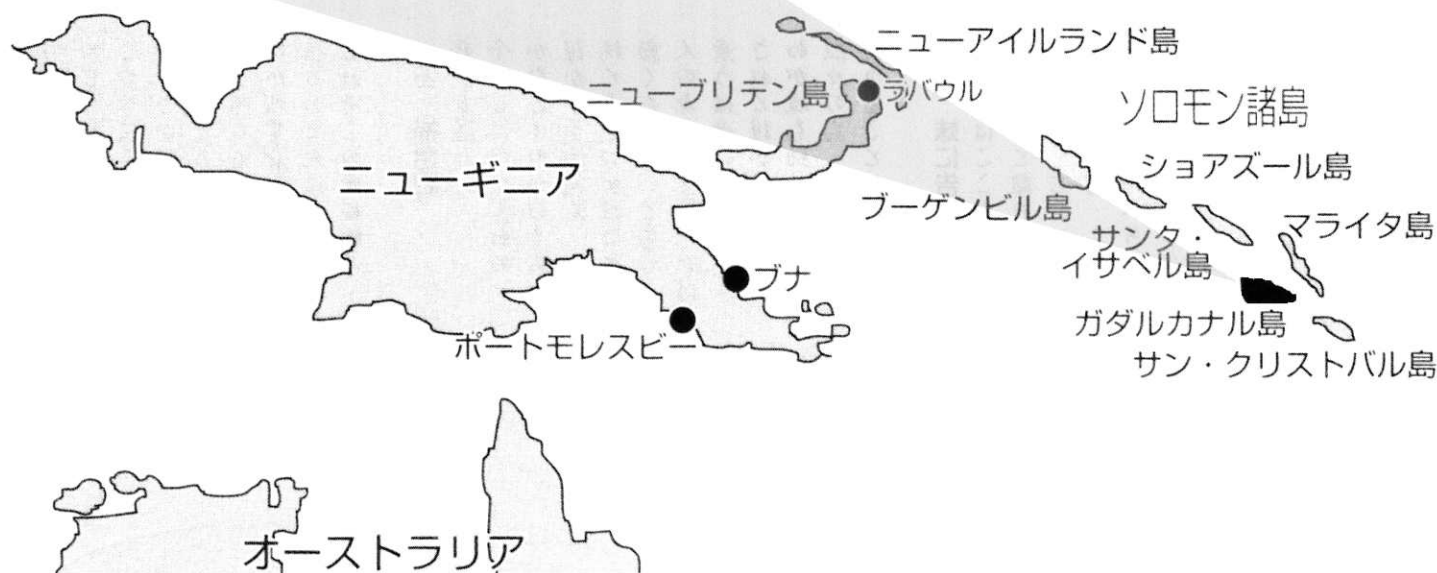 ニューアイルランド島
ニューブリテン島
ラバウル
ソロモン諸島
ショアズール島
ニューギニア
ブーゲンビル島
マライタ島
サンタ・
イサベル島
ブナ
ガダルカナル島
ポートモレスビー
サン・クリストバル島
オーストラリア